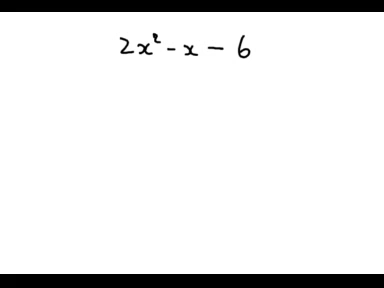 2x² - x - 6